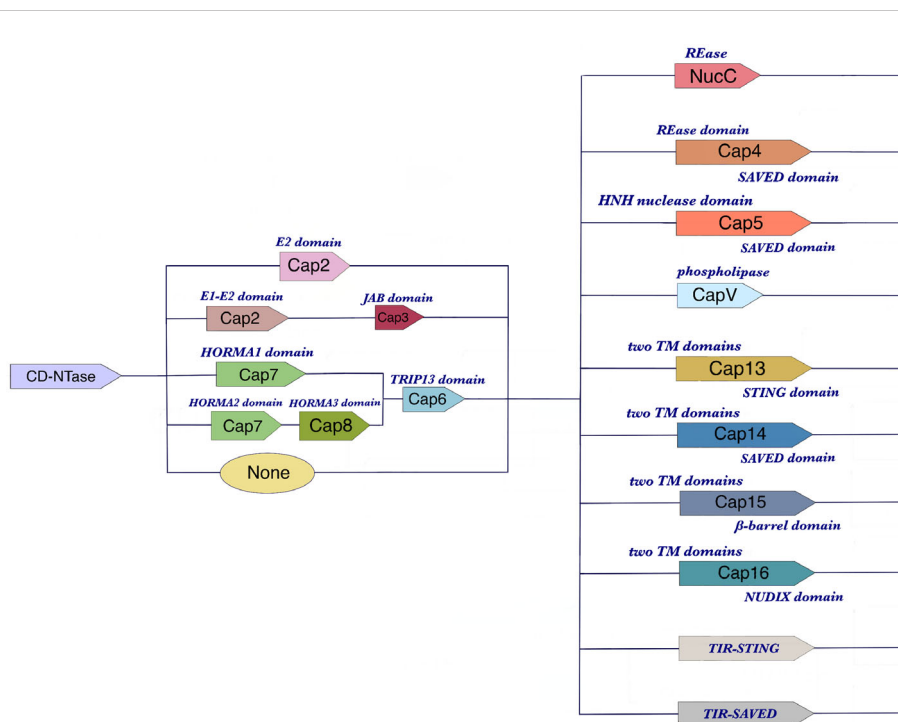 REase
NucC
REase domain
Cap4
SAVED domain
HNH nuclease domain
Cap5
SAVED domain
E2 domain
Cap2
phospholipase
CapV
E1-E2 domain
JAB domain
Cap2
Cap3
CD-NTase
HORMA1 domain
Cap7
TRIP13 domain
Cap6
HORMA2 domain
HORMA3 domain
Cap7
Cap8
None
two TM domains
Cap13
STING domain
two TM domains
Cap14
SAVED domain
two TM domains
Cap15
β-barrel domain
two TM domains
Cap16
NUDIX domain
TIR-STING
TIR-SAVED